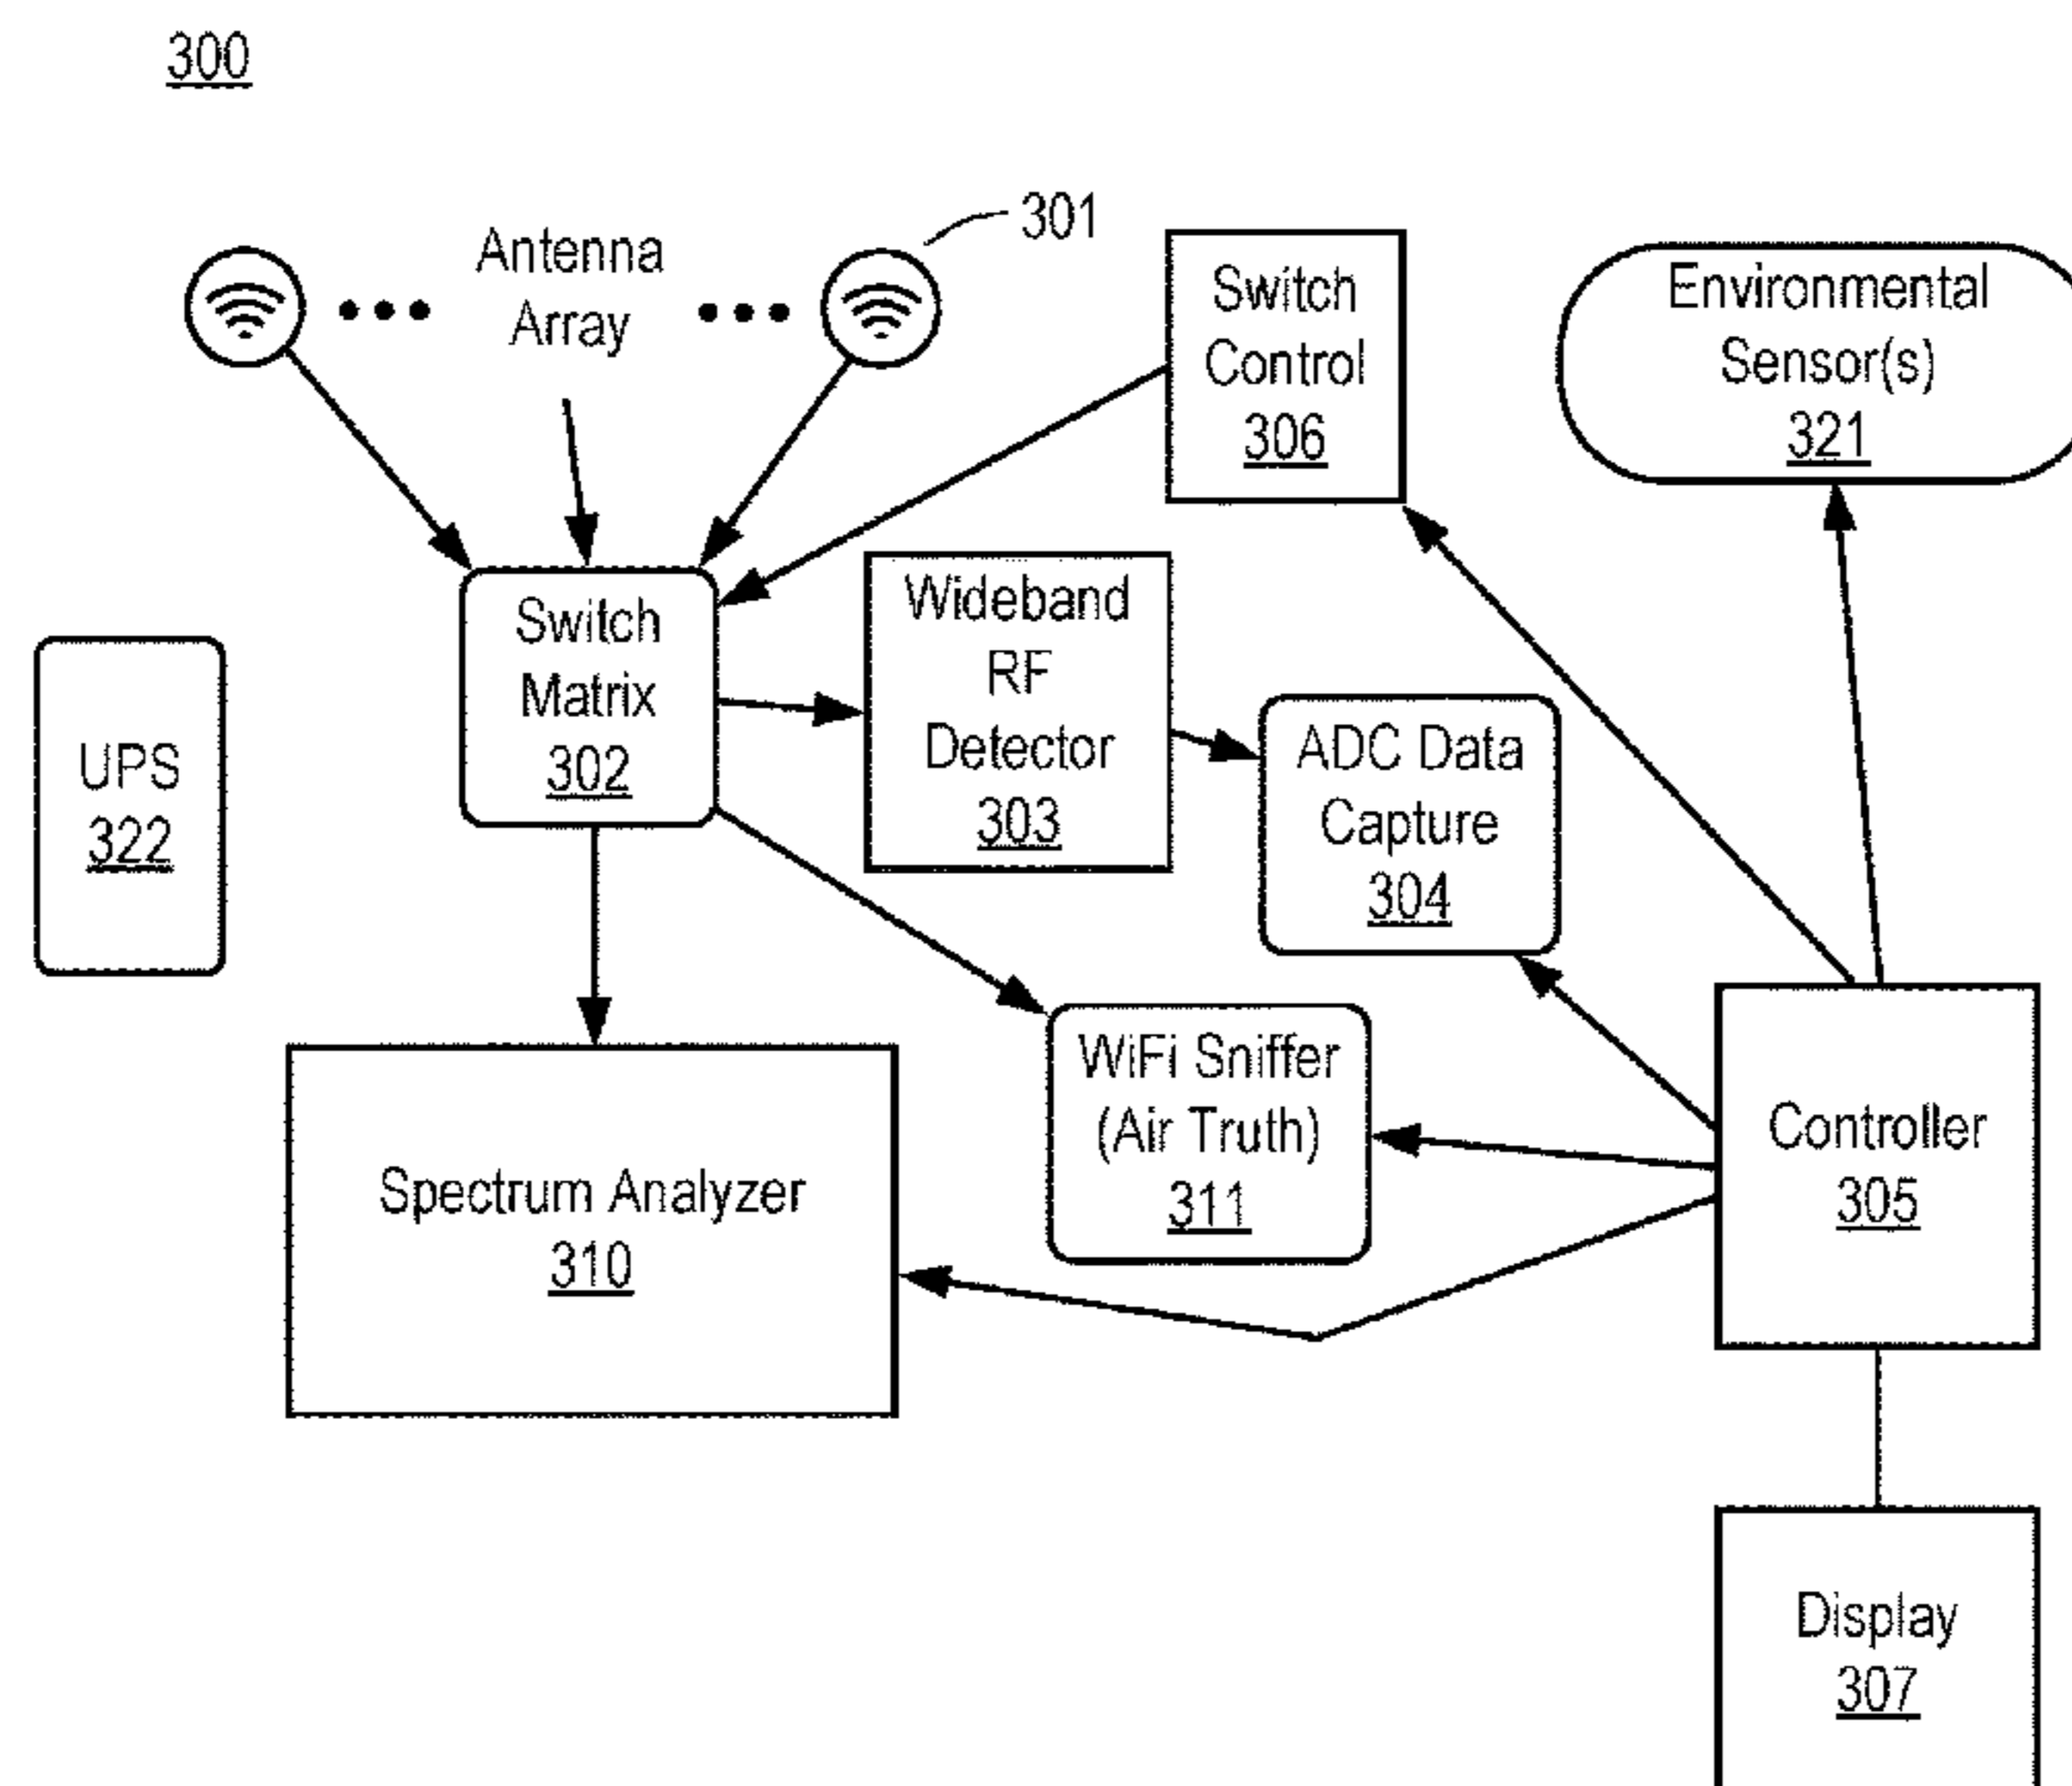 300
301
Antenna
Array
Switch
Control
306
Environmental
Sensor(s)
321
Switch
Matrix
302
Wideband
RF
Detector
303
UPS
322
ADC Data
Capture
304
WiFi Sniffer
(Air Truth)
311
Controller
305
Spectrum Analyzer
310
Display
307